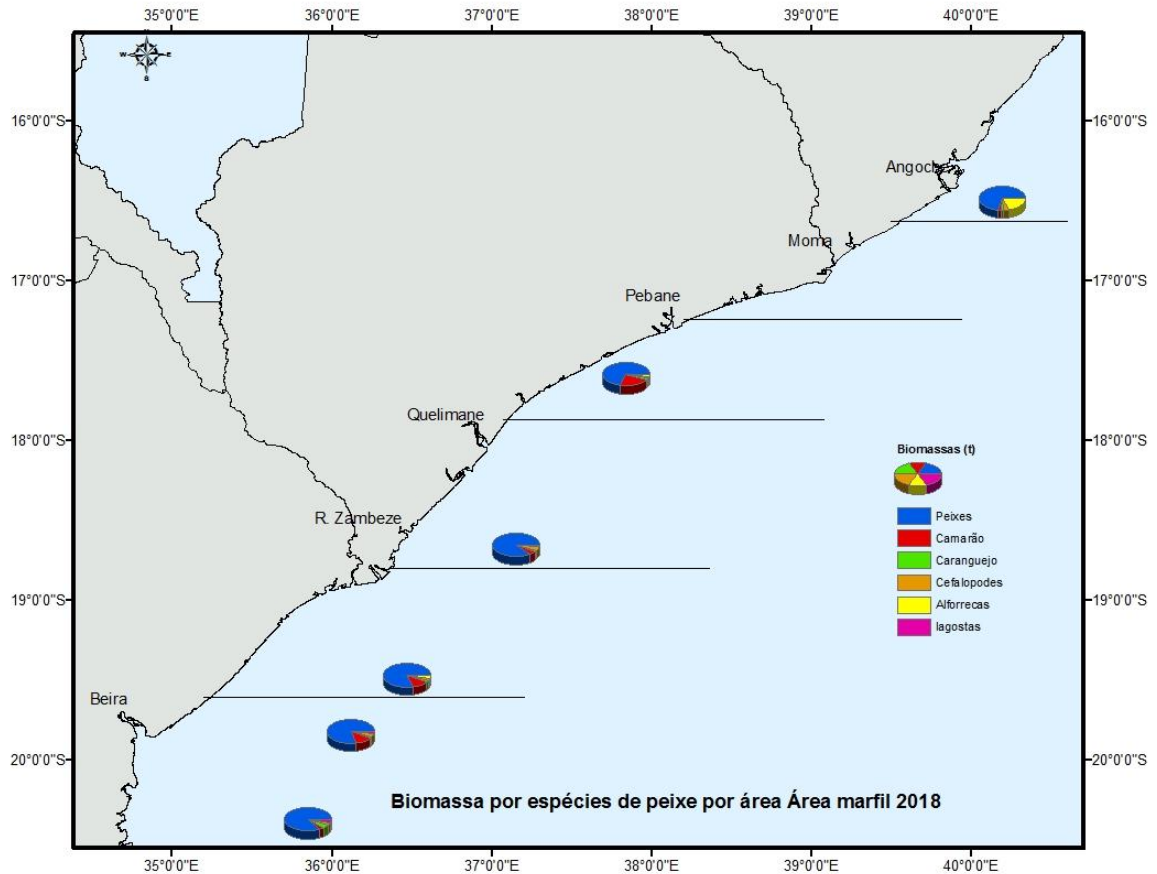 35°0'0"E 36°0'0"E 37°0'0"E 38°0'0"E 39°0'0"E 40°0'0"E
N
W E
S
16°0'0"S 16°0'0"S
Angoche
Moma
17°0'0"S 17°0'0"S
Pebane
Quelimane
18°0'0"S 18°0'0"S
Biomassas (t)
R. Zambeze
Peixes
Camarão
Caranguejo
Cefalopodes
19°0'0"S 19°0'0"S
Alforrecas
lagostas
Beira
20°0'0"S 20°0'0"S
Biomassa por espécies de peixe por área Área marfil 2018
35°0'0"E 36°0'0"E 37°0'0"E 38°0'0"E 39°0'0"E 40°0'0"E